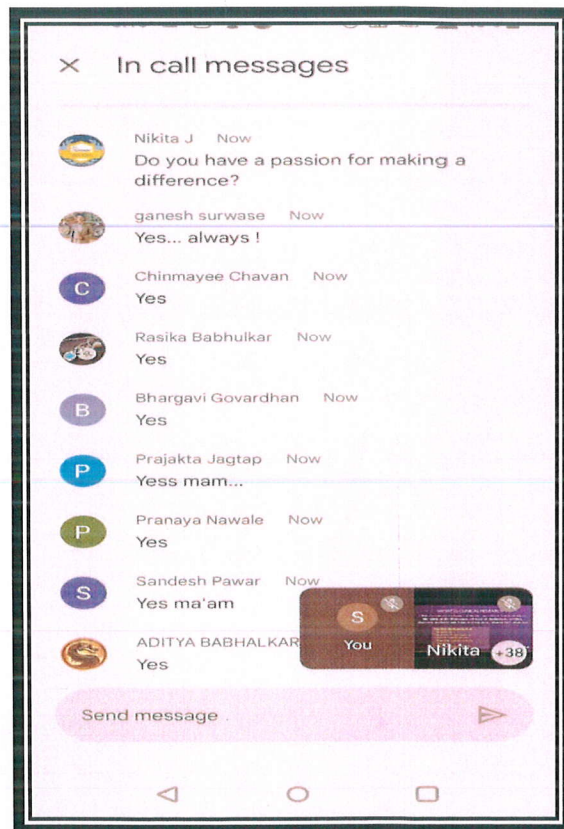 In call messages
Nikita J Now
Do you have a passion for making a
difference?
ganesh surwase Now
Yes... always !
C
Chinmayee Chavan Now
Yes
Rasika Babhulkar Now
Yes
B
Bhargavi Govardhan Now
Yes
P
Prajakta Jagtap Now
Yess mam...
P
Pranaya Nawale Now
Yes
S
Sandesh Pawar Now
Yes ma'am
ADITYA BABHALKAR
Yes
S
You
Nikita +38
Send message